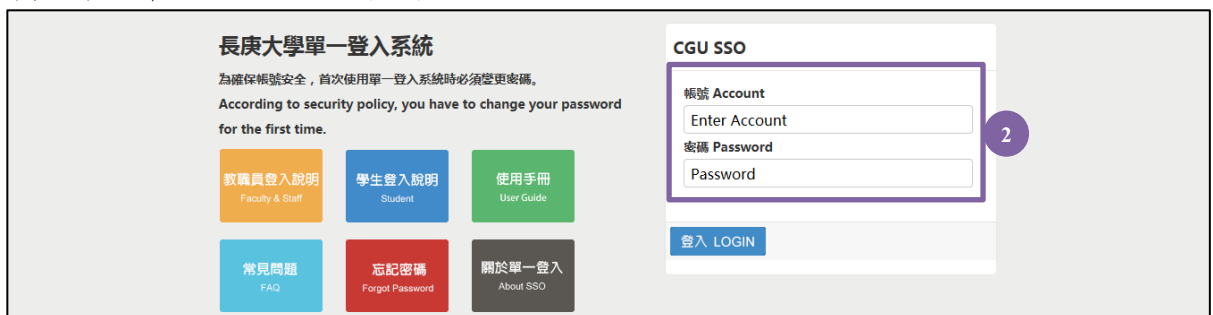 長庚大學單一登入系統
為確保帳號安全，首次使用單一登入系統時必須變更密碼。
According to security policy, you have to change your password
for the first time.
教職員登入說明
Faculty & Staff
學生登入說明
Student
使用手冊
User Guide
常見問題
FAQ
忘記密碼
Forgot Password
關於單一登入
About SSO
CGU SSO
帳號 Account
Enter Account
密碼 Password
Password
2
登入 LOGIN